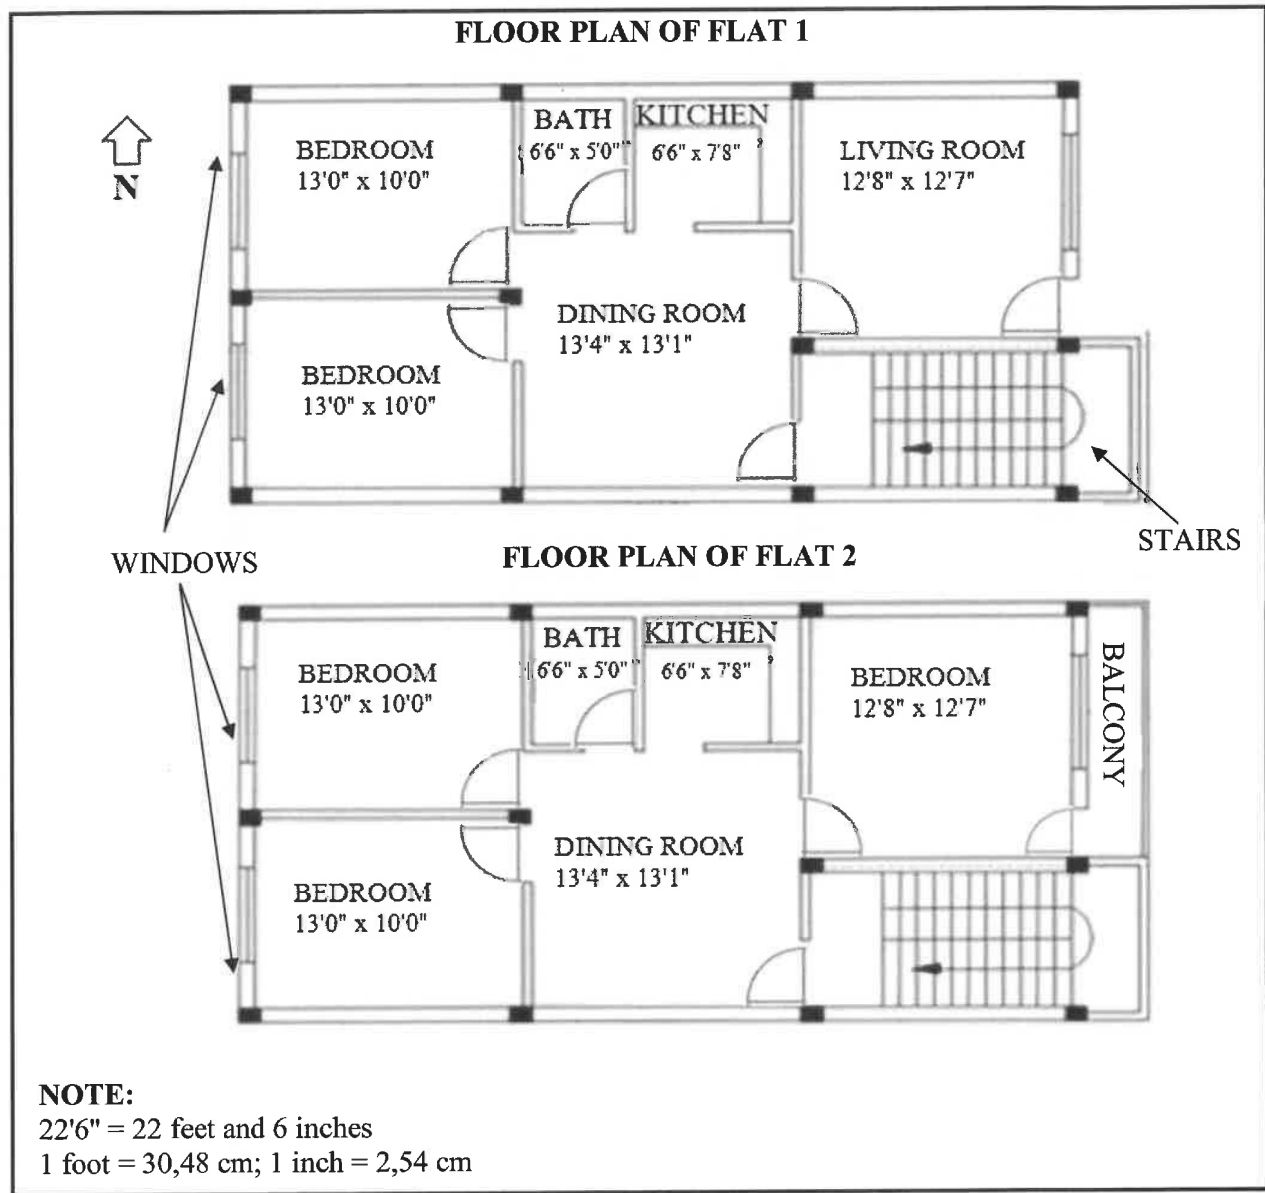 FLOOR PLAN OF FLAT 1
N
BEDROOM
13'0" x 10'0"
BATH
6'6" x 5'0"
KITCHEN
6'6" x 7'8"
LIVING ROOM
12'8" x 12'7"
BEDROOM
13'0" x 10'0"
DINING ROOM
13'4" x 13'1"
WINDOWS
STAIRS
FLOOR PLAN OF FLAT 2
BEDROOM
13'0" x 10'0"
BATH
6'6" x 5'0"
KITCHEN
6'6" x 7'8"
BEDROOM
12'8" x 12'7"
BALCONY
BEDROOM
13'0" x 10'0"
DINING ROOM
13'4" x 13'1"
NOTE:
22'6" = 22 feet and 6 inches
1 foot = 30,48 cm; 1 inch = 2,54 cm